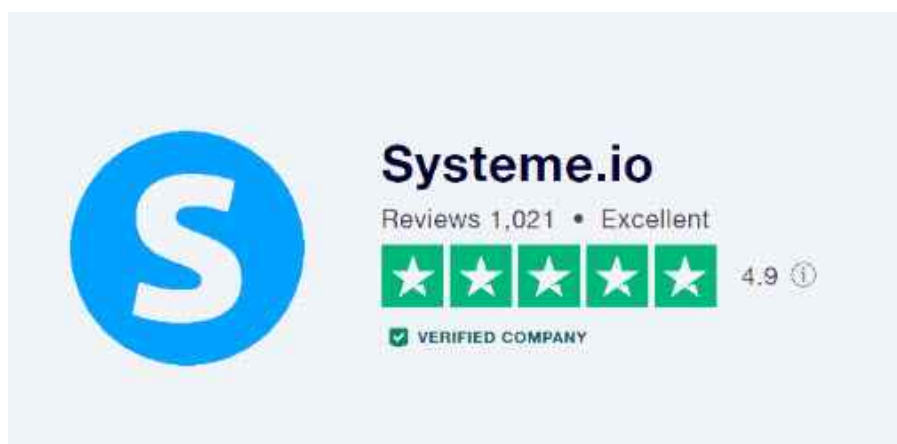 S
Systeme.io
Reviews 1,021 • Excellent
4.9
VERIFIED COMPANY